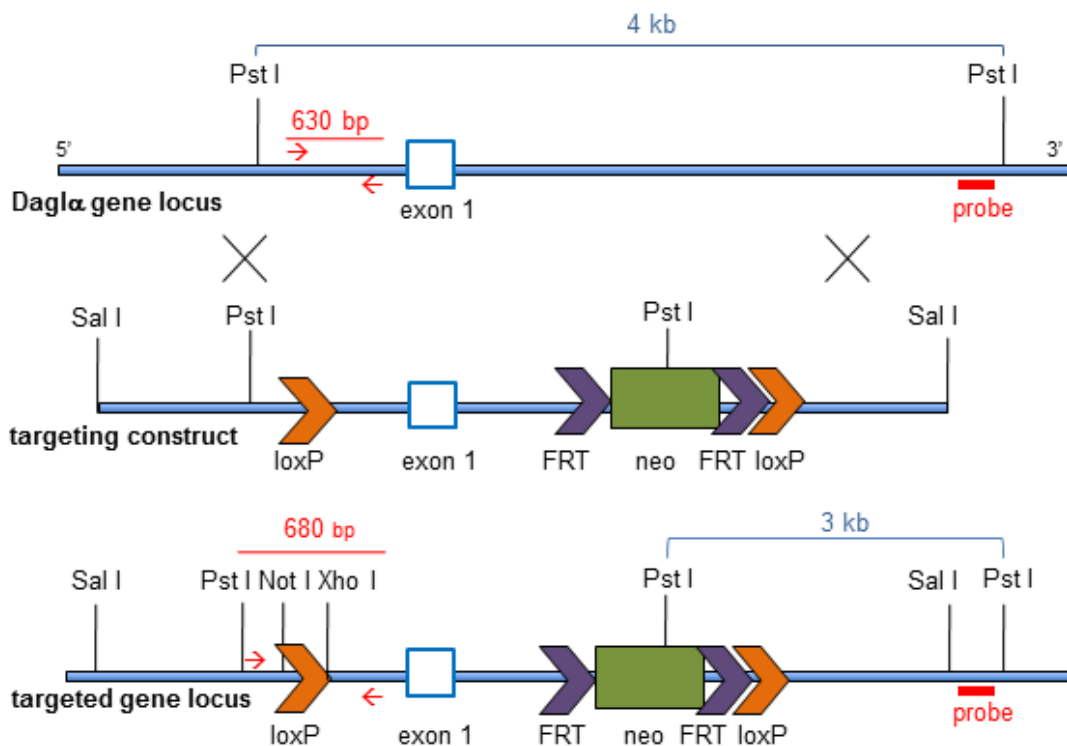 4 kb
Pst I Pst I
630 bp
5' 3'
Daglα gene locus exon 1 probe
Sal I Pst I Pst I Sal I
targeting construct
loxP exon 1 FRT neo FRT loxP
680 bp 3 kb
Sal I Pst I Not I Xho I Pst I Sal I Pst I
targeted gene locus
loxP exon 1 FRT neo FRT loxP probe